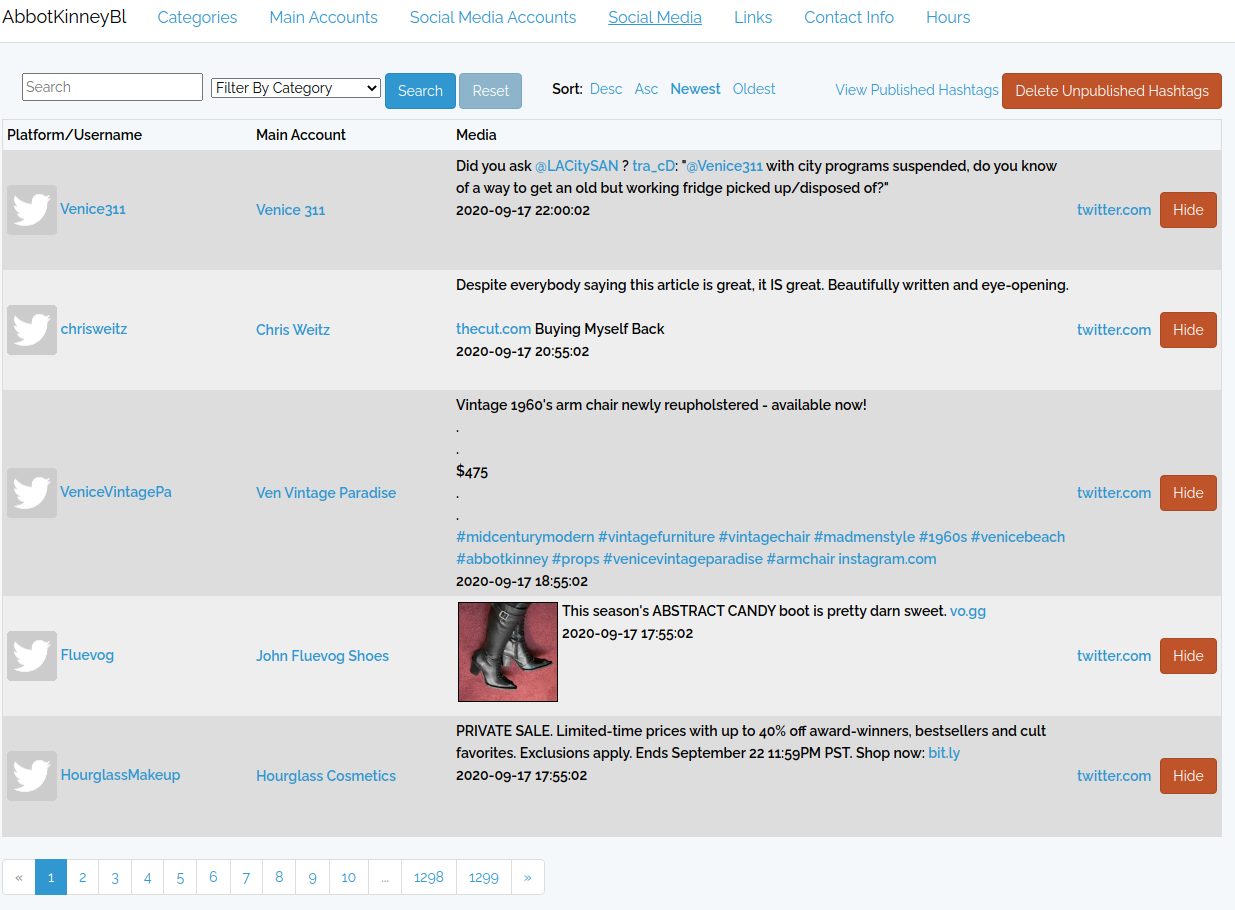 AbbotKinneyBl Categories Main Accounts Social Media Accounts Social Media Links Contact Info Hours
Search Filter By Category Search Reset Sort: Desc Asc Newest Oldest View Published Hashtags Delete Unpublished Hashtags
Platform/Username Main Account Media
Did you ask @LACitySAN ? tra_cD: "@Venice311 with city programs suspended, do you know
of a way to get an old but working fridge picked up/disposed of?"
Venice311 Venice 311 2020-09-17 22:00:02 twitter.com Hide
Despite everybody saying this article is great, it IS great. Beautifully written and eye-opening.
chrisweitz Chris Weitz thecut.com Buying Myself Back twitter.com Hide
2020-09-17 20:55:02
Vintage 1960's arm chair newly reupholstered - available now!
.
.
$475
VeniceVintagePa Ven Vintage Paradise . twitter.com Hide
.
#midcenturymodern #vintagefurniture #vintagechair #madmenstyle #1960s #venicebeach
#abbotkinney #props #venicevintageparadise #armchair instagram.com
2020-09-17 18:55:02
This season's ABSTRACT CANDY boot is pretty darn sweet. vo.gg
2020-09-17 17:55:02
Fluevog John Fluevog Shoes twitter.com Hide
PRIVATE SALE. Limited-time prices with up to 40% off award-winners, bestsellers and cult
favorites. Exclusions apply. Ends September 22 11:59PM PST. Shop now: bit.ly
HourglassMakeup Hourglass Cosmetics 2020-09-17 17:55:02 twitter.com Hide
« 1 2 3 4 5 6 7 8 9 10 ... 1298 1299 »